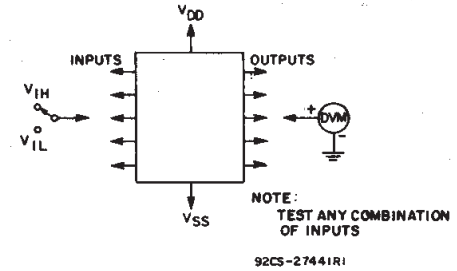 VDD
INPUTS
OUTPUTS
VIH
VIL
+
DVM
-
VSS
NOTE:
TEST ANY COMBINATION
OF INPUTS
92CS-27441R1